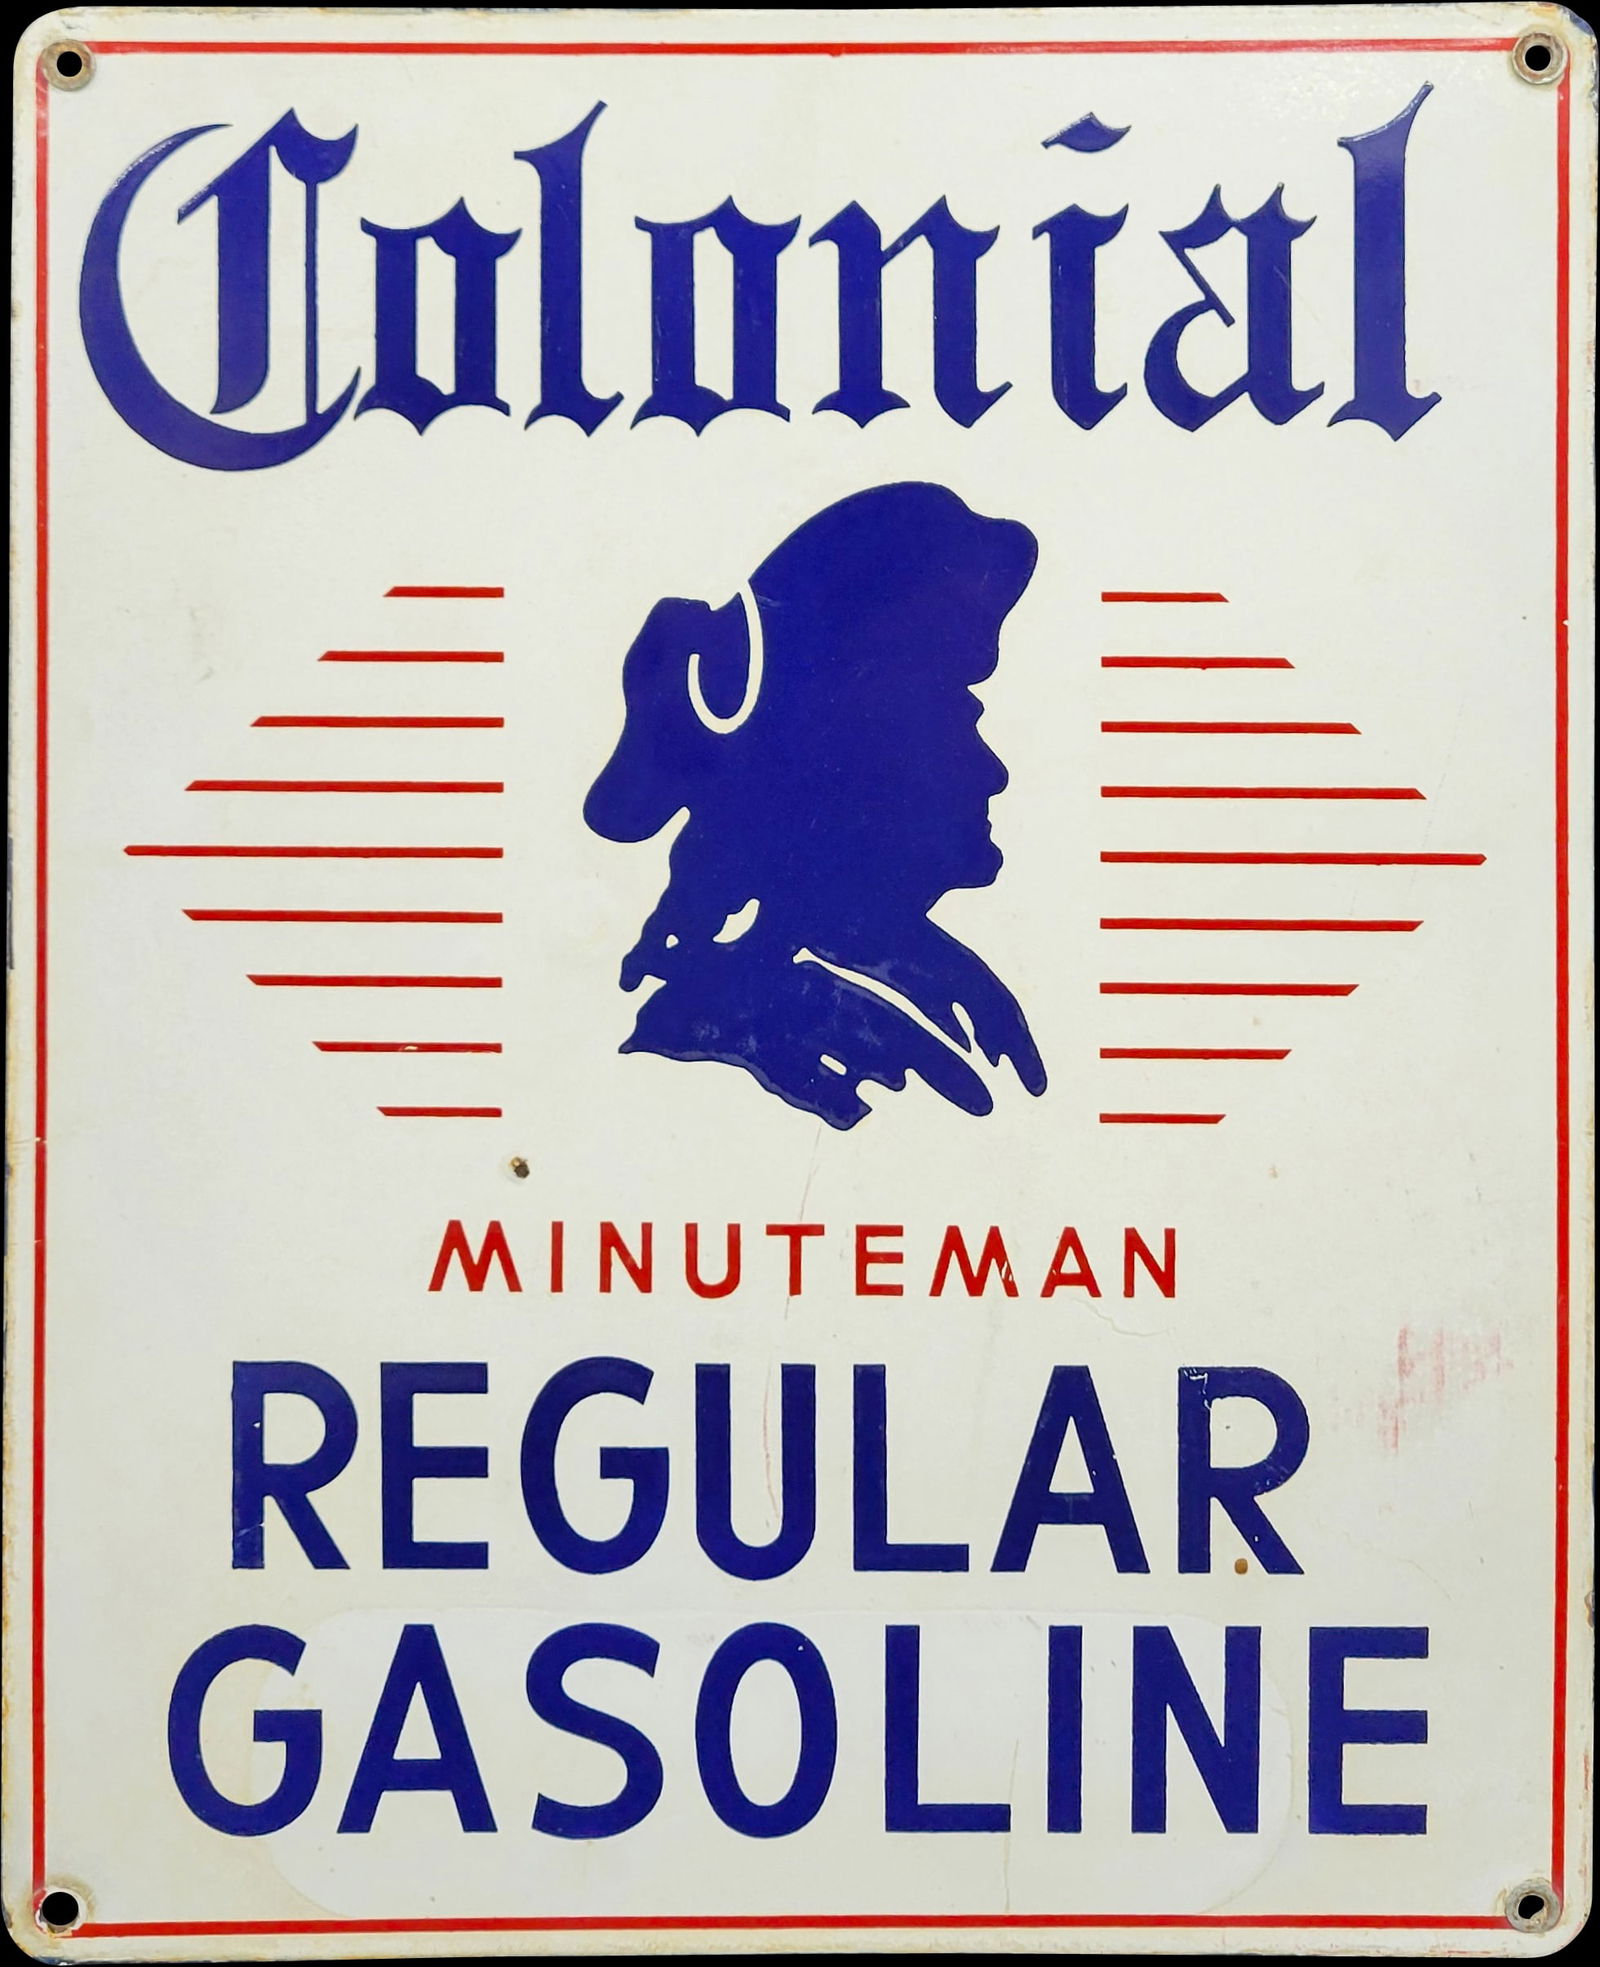 Colonial
MINUTEMAN
REGULAR
GASOLINE